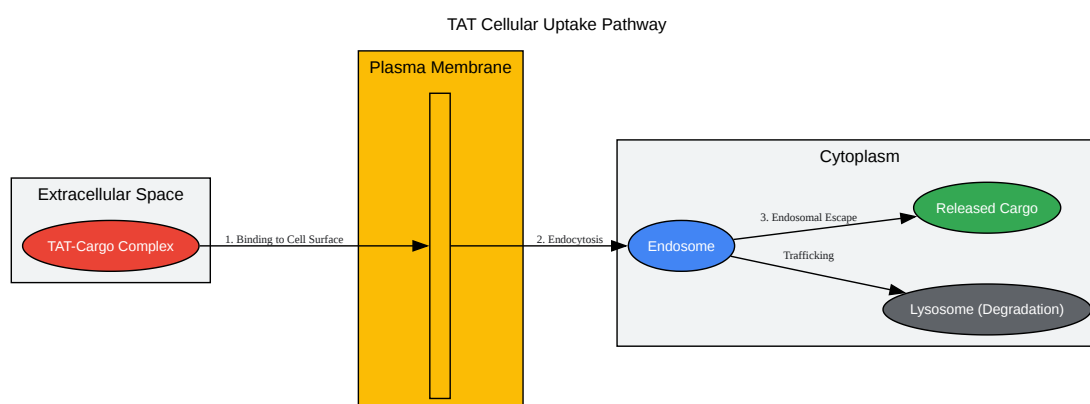 TAT Cellular Uptake Pathway
Plasma Membrane
Extracellular Space
TAT-Cargo Complex
1. Binding to Cell Surface
2. Endocytosis
Cytoplasm
Endosome
3. Endosomal Escape
Released Cargo
Trafficking
Lysosome (Degradation)